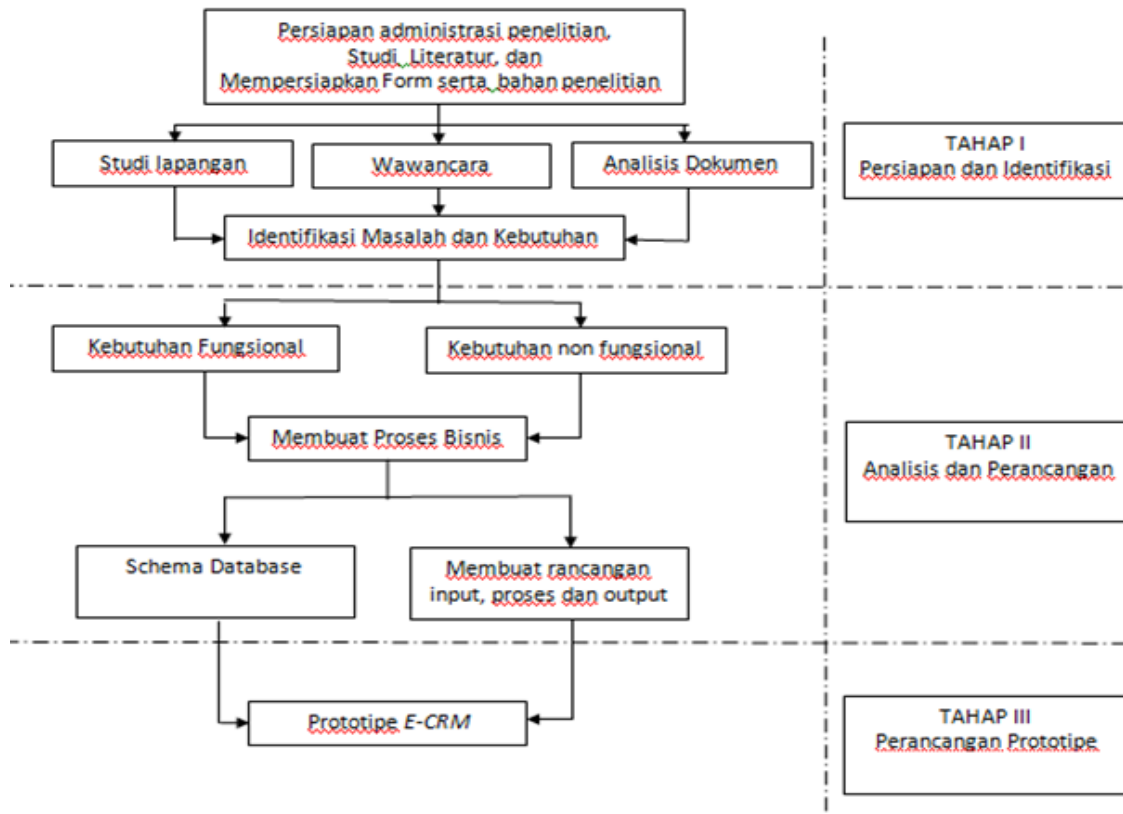 Persiapan administrasi penelitian,
Studi Literatur, dan
Mempersiapkan Form serta bahan penelitian
Studi lapangan
Wawancara
Analisis Dokumen
TAHAP I
Persiapan dan Identifikasi
Identifikasi Masalah dan Kebutuhan
Kebutuhan Fungsional
Kebutuhan non fungsional
Membuat Proses Bisnis
TAHAP II
Analisis dan Perancangan
Schema Database
Membuat rancangan
input, proses dan output
Prototipe E-CRM
TAHAP III
Perancangan Prototipe